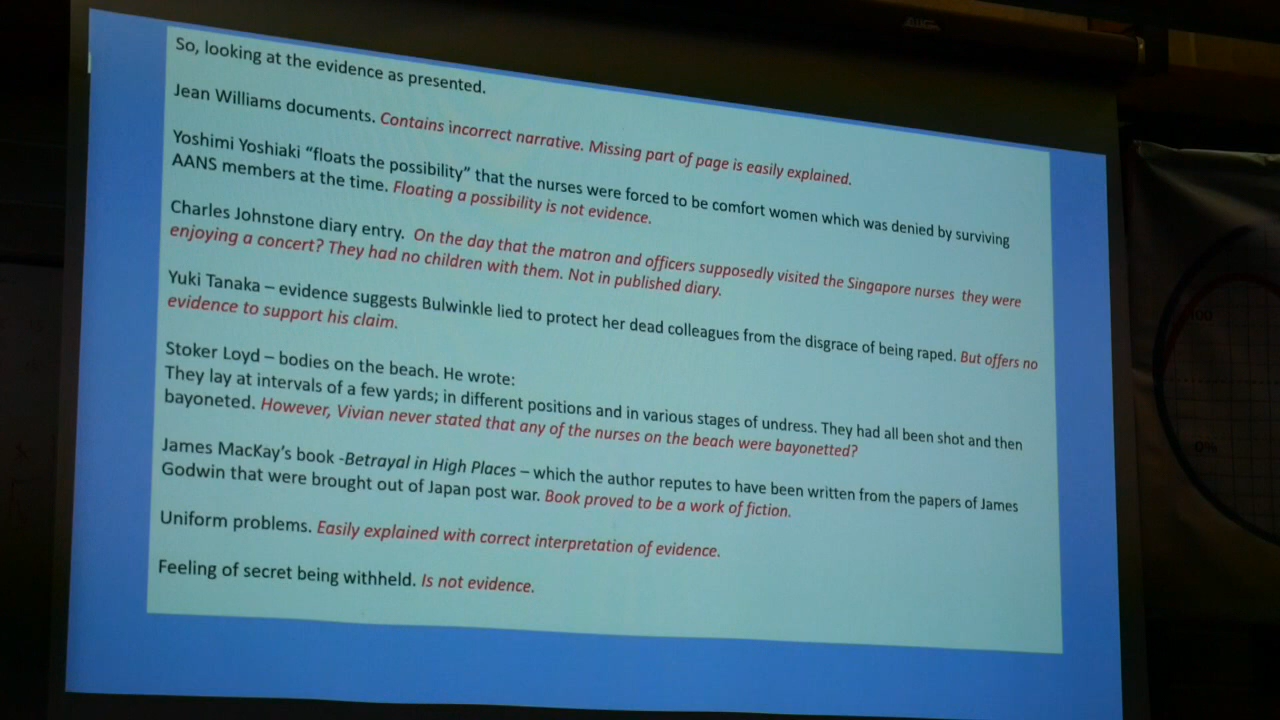 So, looking at the evidence as presented.
Jean Williams documents. Contains incorrect narrative. Missing part of page is easily explained.
Yoshimi Yoshiaki “floats the possibility” that the nurses were forced to be comfort women which was denied by surviving
AANS members at the time. Floating a possibility is not evidence.
Charles Johnstone diary entry. On the day that the matron and officers supposedly visited the Singapore nurses they were
enjoying a concert? They had no children with them. Not in published diary.
Yuki Tanaka – evidence suggests Bulwinkle lied to protect her dead colleagues from the disgrace of being raped. But offers no
evidence to support his claim.
Stoker Loyd – bodies on the beach. He wrote:
They lay at intervals of a few yards; in different positions and in various stages of undress. They had all been shot and then
bayoneted. However, Vivian never stated that any of the nurses on the beach were bayonetted?
James MacKay’s book -Betrayal in High Places – which the author reputes to have been written from the papers of James
Godwin that were brought out of Japan post war. Book proved to be a work of fiction.
Uniform problems. Easily explained with correct interpretation of evidence.
Feeling of secret being withheld. Is not evidence.
100
0%